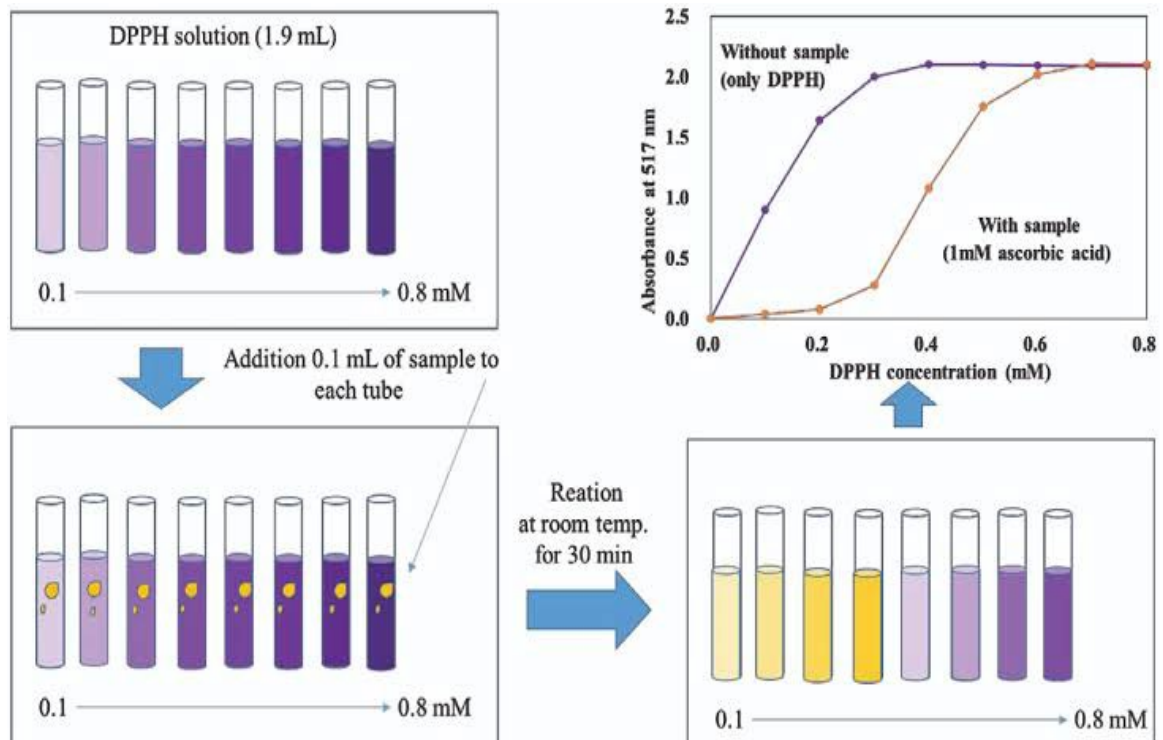 DPPH solution (1.9 mL)
0.1
0.8 mM
Addition 0.1 mL of sample to
each tube
0.1
0.8 mM
Reation
at room temp.
for 30 min
0.1
0.8 mM
2.5
2.0
1.5
1.0
0.5
0.0
Absorbance at 517 nm
Without sample
(only DPPH)
With sample
(1mM ascorbic acid)
0.0 0.2 0.4 0.6 0.8
DPPH concentration (mM)